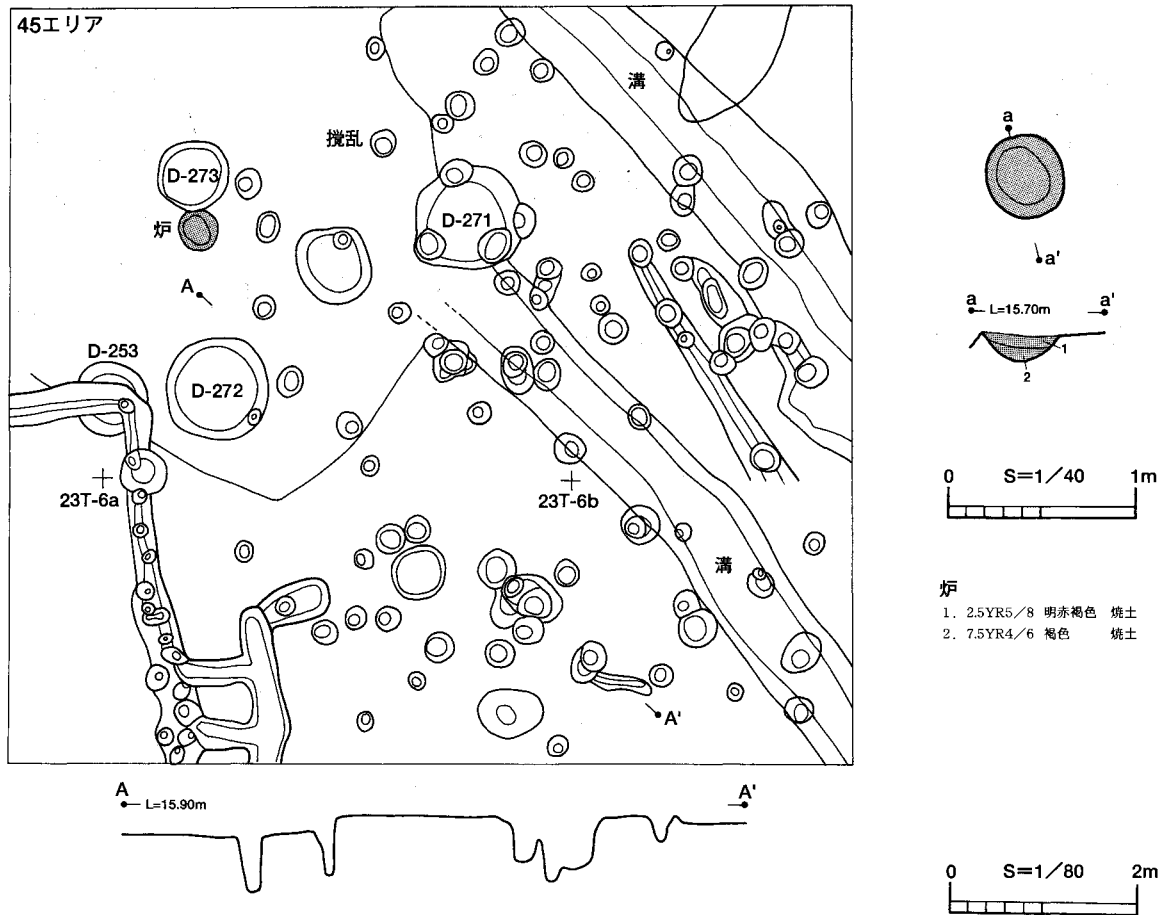 45エリア
溝
攪乱
D-273
炉
D-271
A
D-253
D-272
23T-6a
23T-6b
溝
A'
A
L=15.90m
A'
a
a'
a
L=15.70m
a'
1
2
0 S=1/40 1m
炉
1. 2.5YR5/8 明赤褐色 焼土
2. 7.5YR4/6 褐色 焼土
0 S=1/80 2m